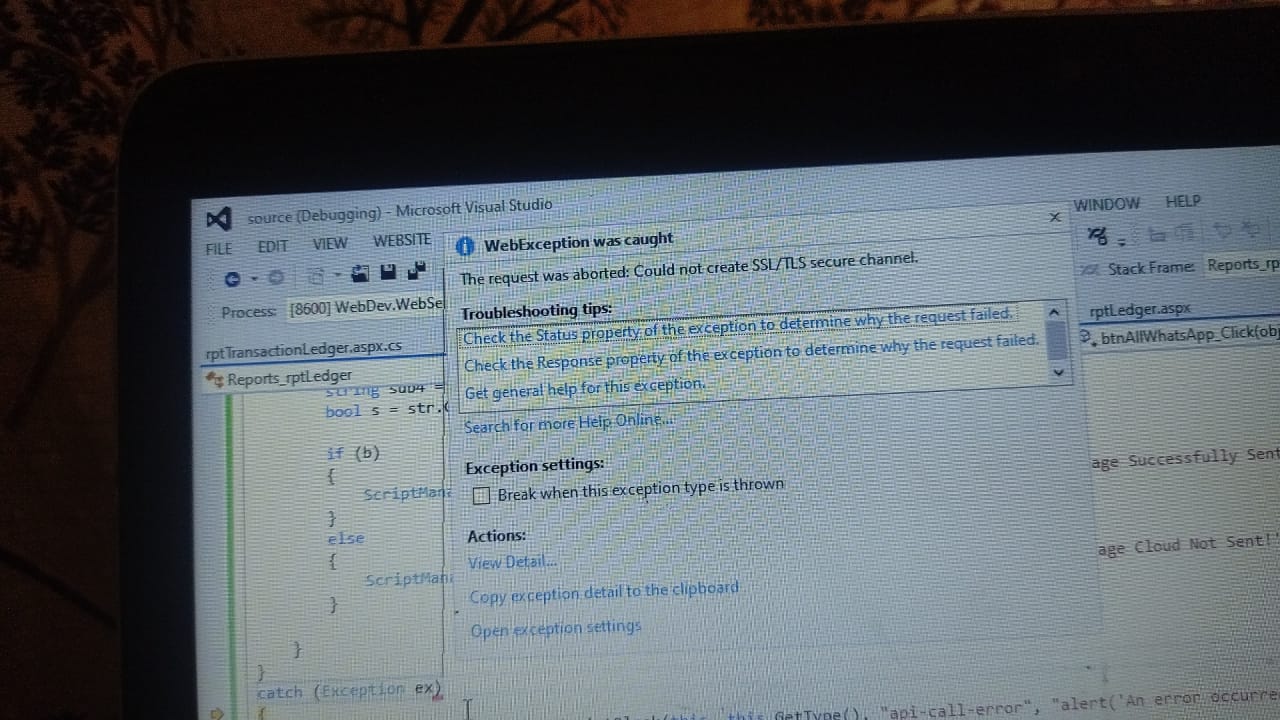 source (Debugging) - Microsoft Visual Studio
FILE EDIT VIEW WEBSITE
WINDOW HELP
Process: [8600] WebDev.WebSe
Stack Frame: Reports_rp
rptTransactionLedger.aspx.cs
rptLedger.aspx
Reports_rptLedger
btnAllWhatsApp_Click(obj
WebException was caught
The request was aborted: Could not create SSL/TLS secure channel.
Troubleshooting tips:
Check the Status property of the exception to determine why the request failed.
Check the Response property of the exception to determine why the request failed.
Get general help for this exception.
Search for more Help Online...
Exception settings:
Break when this exception type is thrown
Actions:
View Detail...
Copy exception detail to the clipboard
Open exception settings
string sub4 =
bool s = str.
if (b)
{
ScriptMana
age Successfully Sent
}
else
{
ScriptMana
age Cloud Not Sent!'
}
}
}
catch (Exception ex)
{
this.GetType(), "api-call-error", "alert('An error occurre